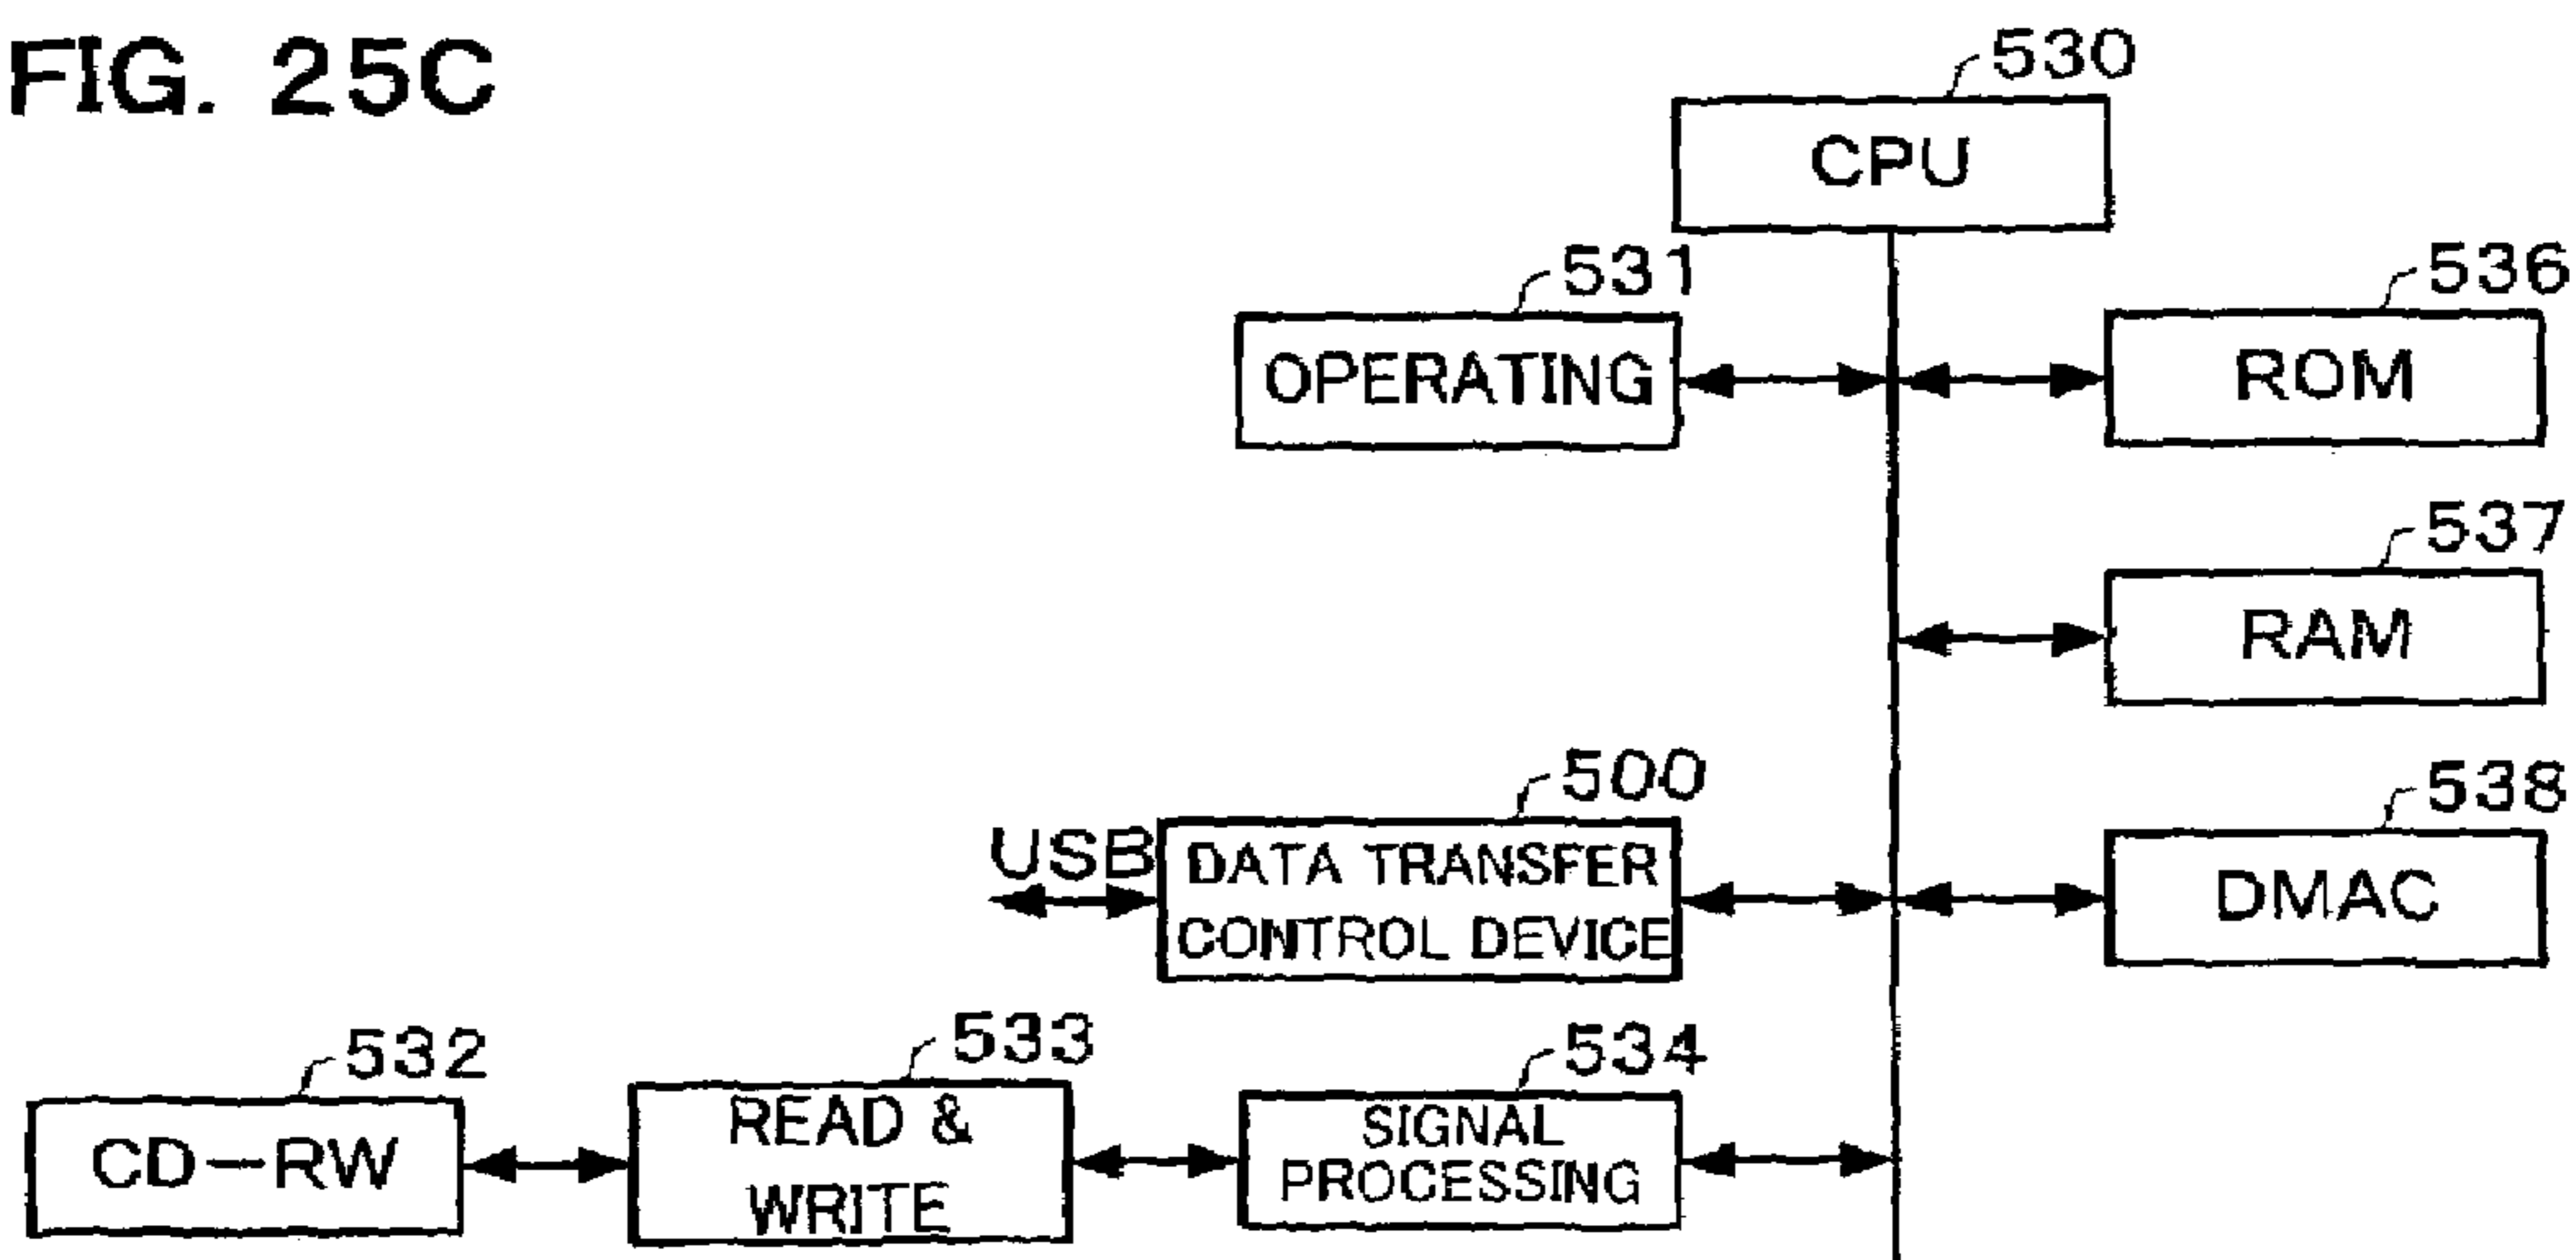 FIG. 25C
530
CPU
531
OPERATING
536
ROM
537
RAM
500
USB
DATA TRANSFER
CONTROL DEVICE
538
DMAC
532
CD-RW
533
READ &
WRITE
534
SIGNAL
PROCESSING